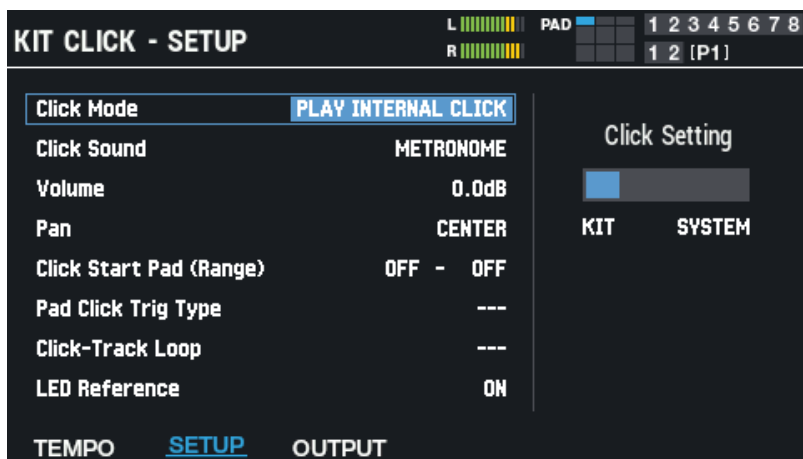 KIT CLICK - SETUP
L
R
PAD
1 2 3 4 5 6 7 8
1 2 [P1]
Click Mode PLAY INTERNAL CLICK
Click Sound METRONOME
Volume 0.0dB
Pan CENTER
Click Start Pad (Range) OFF - OFF
Pad Click Trig Type ---
Click-Track Loop ---
LED Reference ON
Click Setting
KIT SYSTEM
TEMPO SETUP OUTPUT